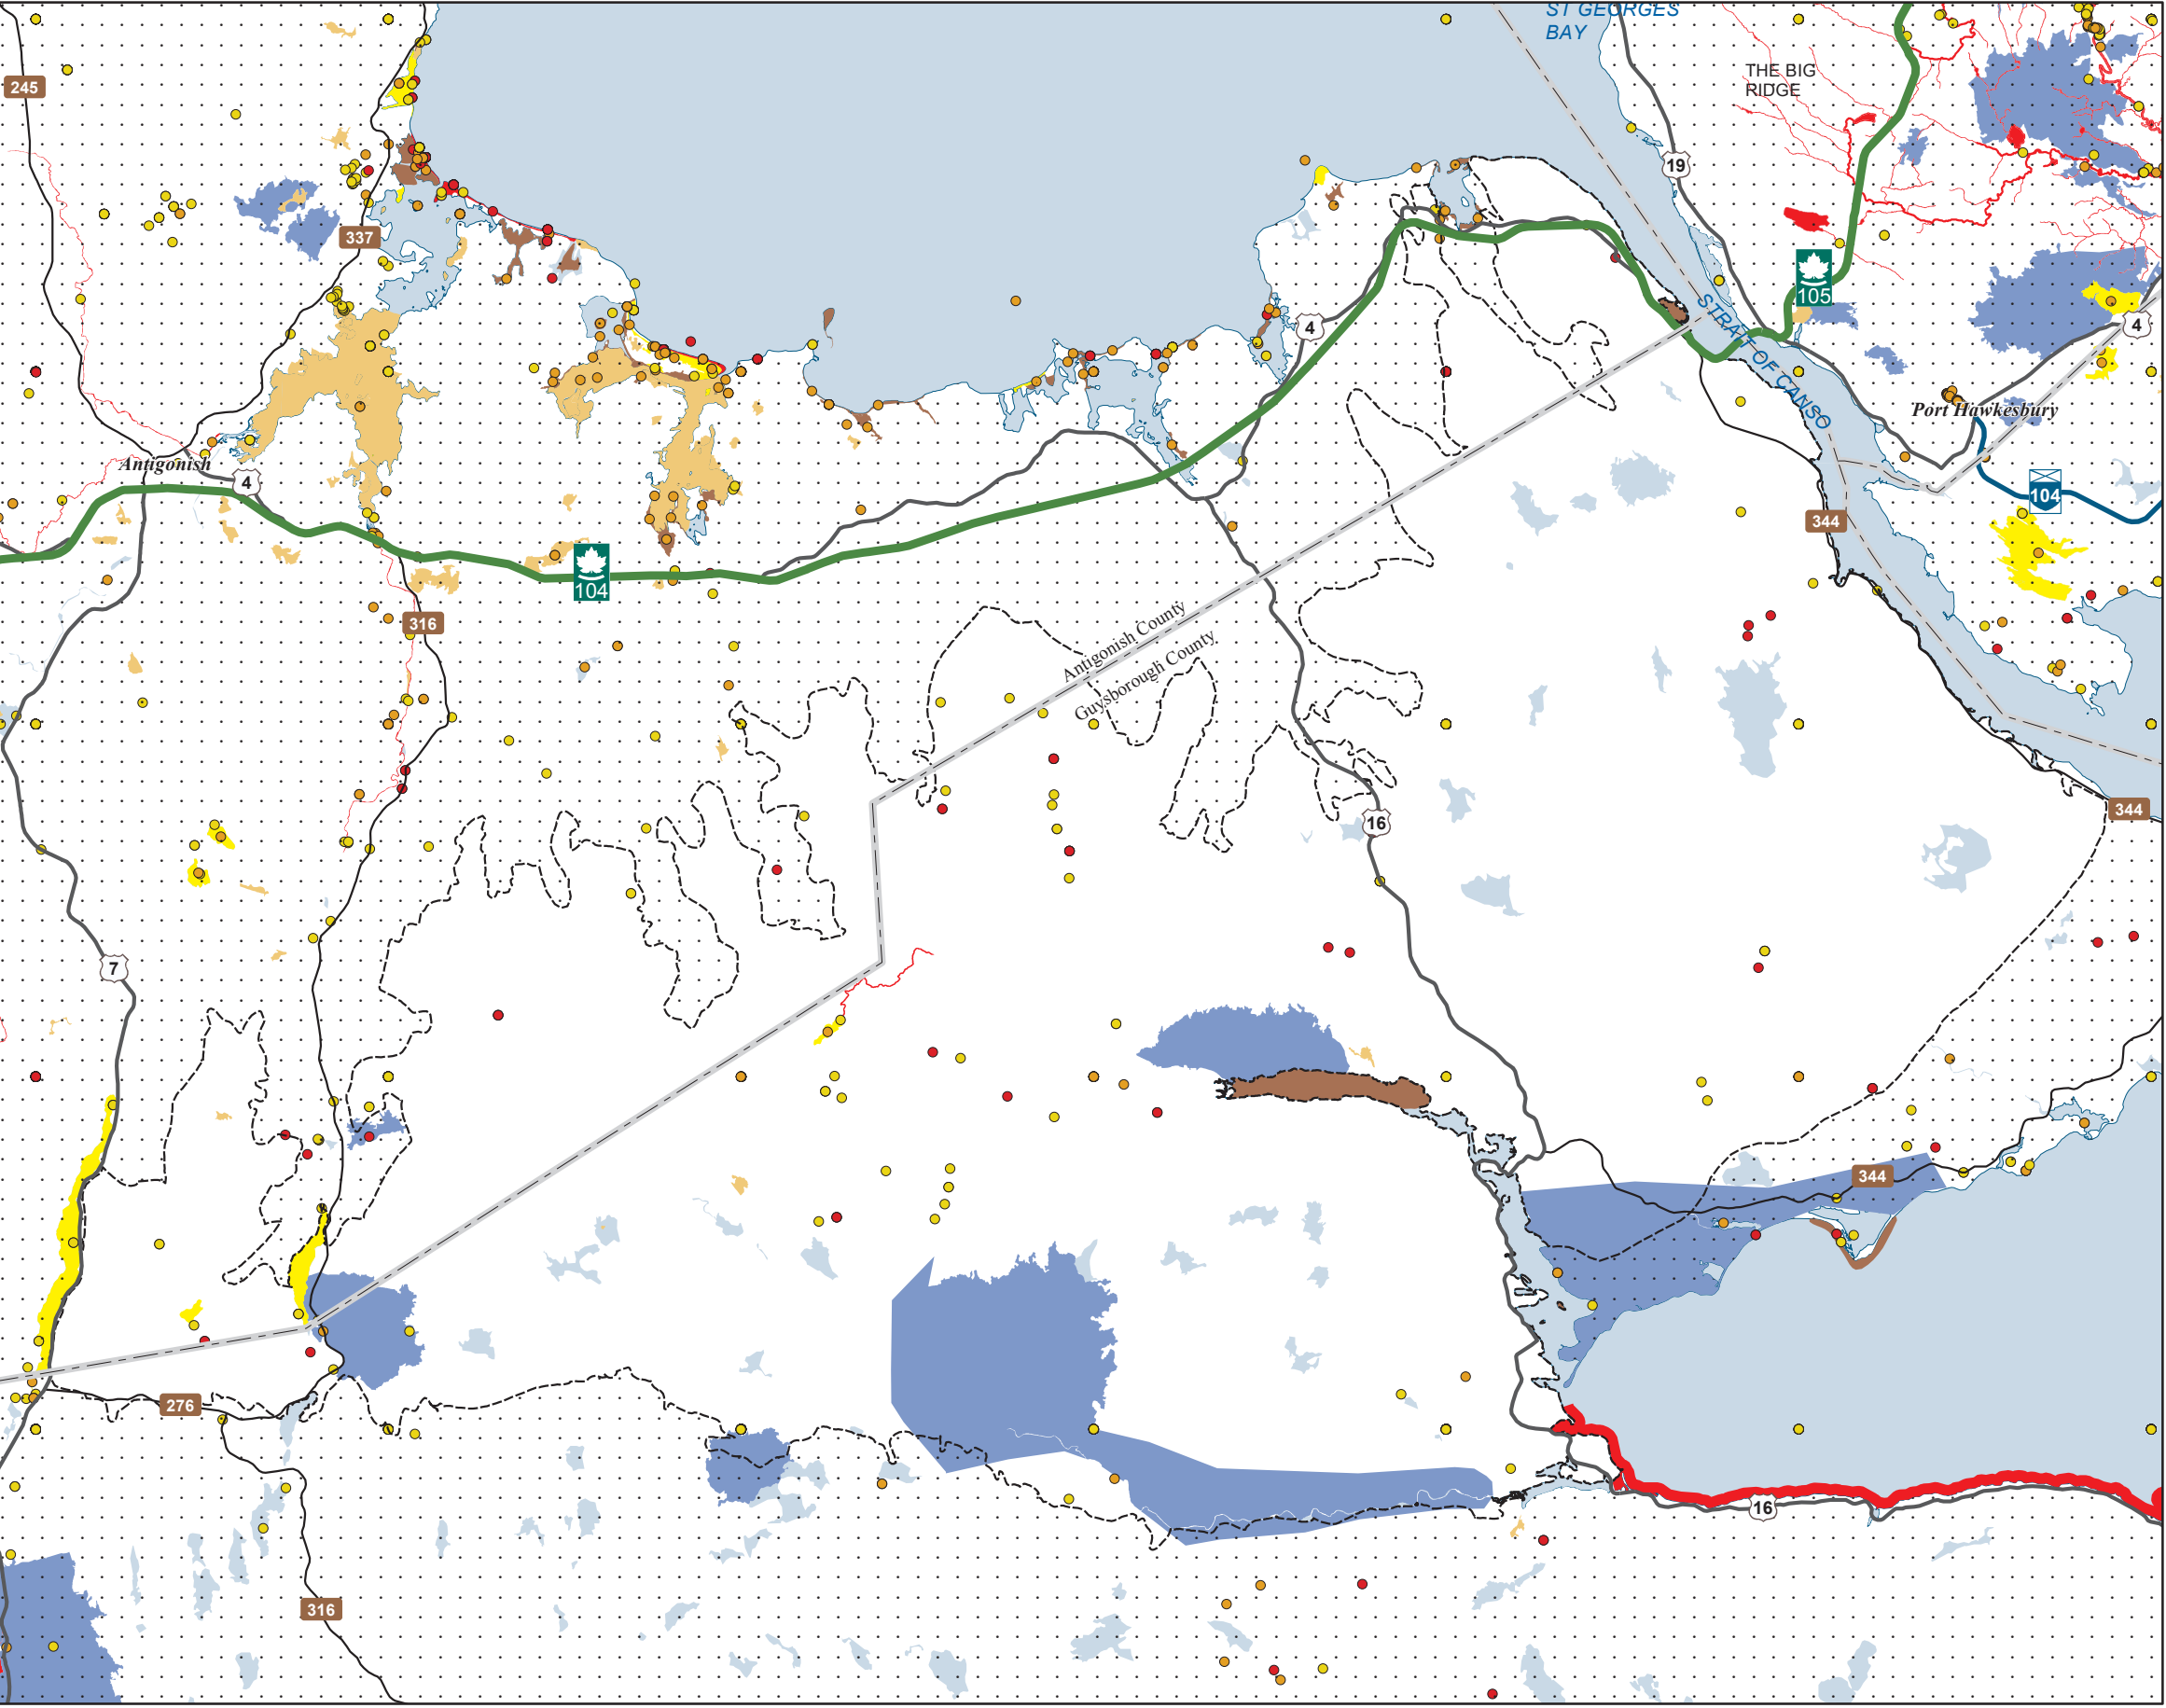 ST GEORGES
BAY
THE BIG
RIDGE
245
19
337
105
4
4
STRAIT OF CANSO
Port Hawkesbury
Antigonish
4
104
344
104
316
Antigonish County
Guysborough County
344
16
7
344
276
16
316